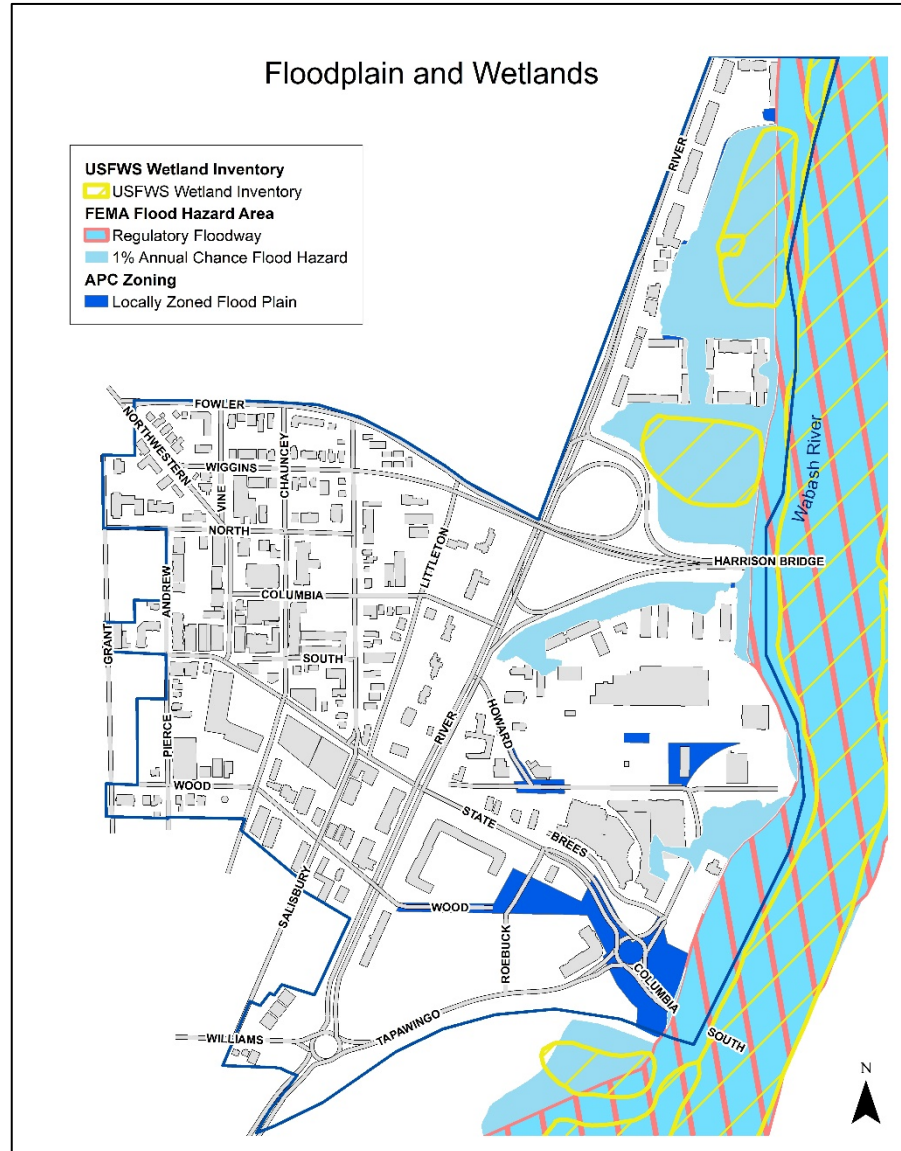 Floodplain and Wetlands
USFWS Wetland Inventory
USFWS Wetland Inventory
FEMA Flood Hazard Area
Regulatory Floodway
1% Annual Chance Flood Hazard
APC Zoning
Locally Zoned Flood Plain
RIVER
Wabash River
FOWLER
NORTHWESTERN
VINE
CHAUNCEY
WIGGINS
NORTH
LITTLETON
HARRISON BRIDGE
ANDREW
COLUMBIA
GRANT
SOUTH
PIERCE
RIVER
HOWARD
WOOD
STATE
BREES
SALISBURY
WOOD
ROEBUCK
COLUMBIA
SOUTH
TAPAWINGO
WILLIAMS
N